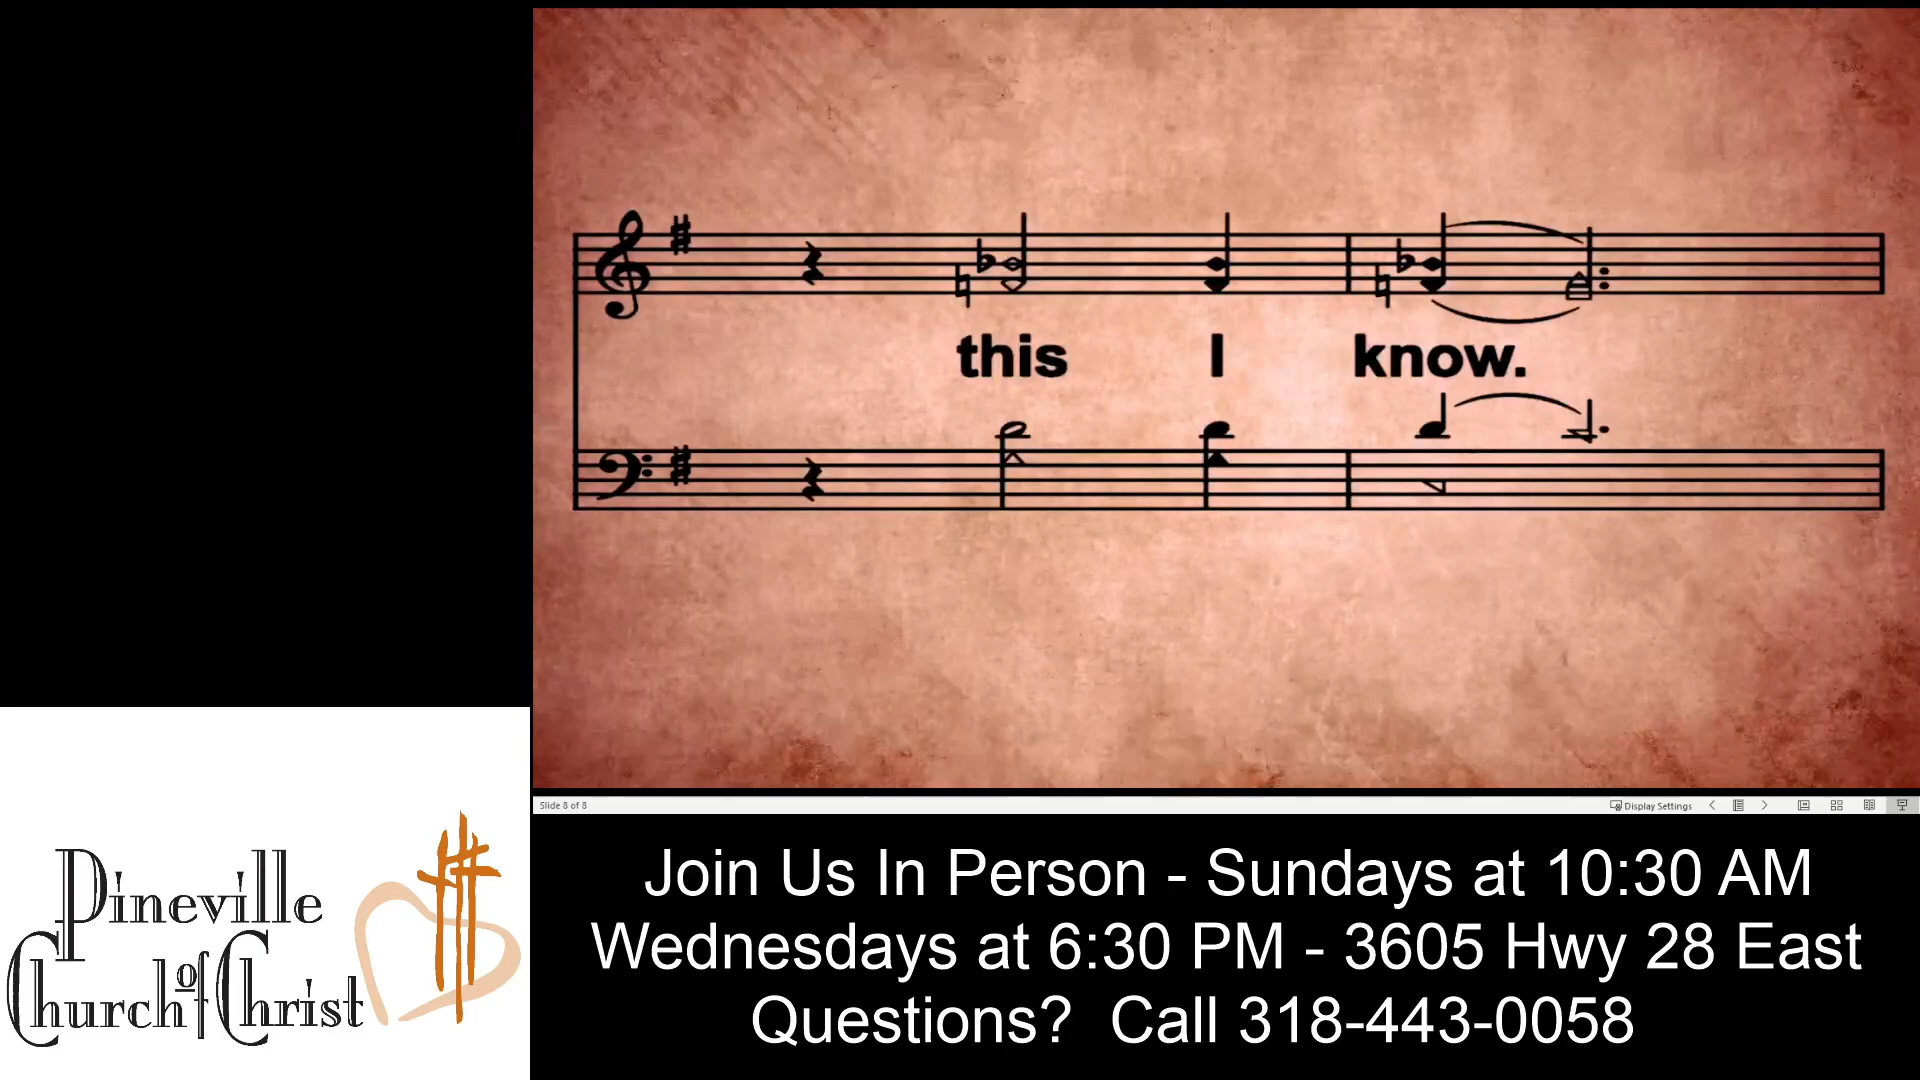 this I know.
Slide 8 of 8
Display Settings
Pineville
Church of Christ
Join Us In Person - Sundays at 10:30 AM
Wednesdays at 6:30 PM - 3605 Hwy 28 East
Questions?  Call 318-443-0058